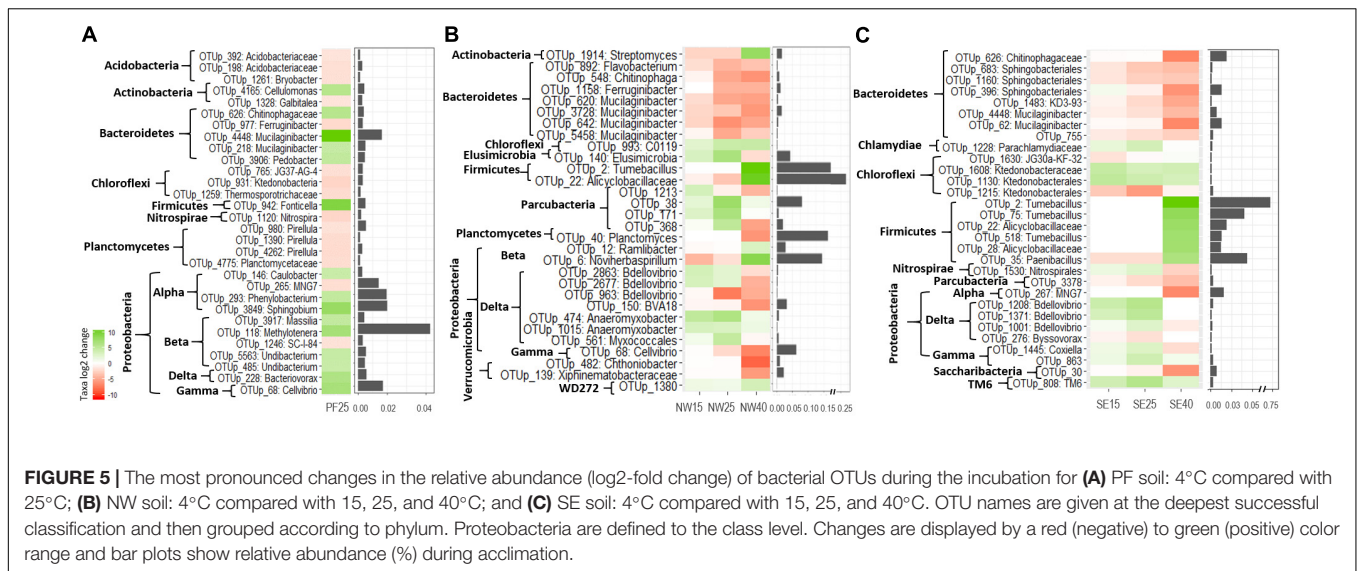 A
Acidobacteria
OTUp_392: Acidobacteriaceae
OTUp_198: Acidobacteriaceae
OTUp_1261: Bryobacter
Actinobacteria
OTUp_4165: Cellulomonas
OTUp_1328: Galbitalea
Bacteroidetes
OTUp_626: Chitinophagaceae
OTUp_977: Ferruginibacter
OTUp_4448: Mucilaginibacter
OTUp_218: Mucilaginibacter
OTUp_3906: Pedobacter
Chloroflexi
OTUp_765: JG37-AG-4
OTUp_931: Ktedonobacteria
OTUp_1259: Thermosporotrichaceae
Firmicutes
OTUp_942: Fonticella
Nitrospirae
OTUp_1120: Nitrospira
Planctomycetes
OTUp_980: Pirellula
OTUp_1390: Pirellula
OTUp_4262: Pirellula
OTUp_4775: Planctomycetaceae
Proteobacteria
Alpha
OTUp_146: Caulobacter
OTUp_265: MNG7
OTUp_293: Phenylobacterium
OTUp_3849: Sphingobium
Beta
OTUp_3917: Massilia
OTUp_118: Methylotenera
OTUp_1246: SC-I-84
OTUp_5563: Undibacterium
OTUp_485: Undibacterium
Delta
OTUp_228: Bacteriovorax
Gamma
OTUp_68: Cellvibrio
Taxa log2 change
10
5
0
-5
-10
PF25
0.00 0.02 0.04
B
Actinobacteria
OTUp_1914: Streptomyces
Bacteroidetes
OTUp_892: Flavobacterium
OTUp_548: Chitinophaga
OTUp_1158: Ferruginibacter
OTUp_620: Mucilaginibacter
OTUp_3728: Mucilaginibacter
OTUp_642: Mucilaginibacter
OTUp_5458: Mucilaginibacter
Chloroflexi
OTUp_993: C0119
Elusimicrobia
OTUp_140: Elusimicrobia
Firmicutes
OTUp_2: Tumebacillus
OTUp_22: Alicyclobacillaceae
Parcubacteria
OTUp_1213
OTUp_38
OTUp_171
OTUp_368
Planctomycetes
OTUp_40: Planctomyces
Proteobacteria
Beta
OTUp_12: Ramlibacter
OTUp_6: Noviherbaspirillum
Delta
OTUp_2863: Bdellovibrio
OTUp_2677: Bdellovibrio
OTUp_963: Bdellovibrio
OTUp_150: BVA18
OTUp_474: Anaeromyxobacter
OTUp_1015: Anaeromyxobacter
OTUp_561: Myxococcales
Gamma
OTUp_68: Cellvibrio
Verrucomicrobia
OTUp_482: Chthoniobacter
OTUp_139: Xiphinematobacteraceae
WD272
OTUp_1380
NW15 NW25 NW40
0.00 0.05 0.10 0.15 0.25
C
Bacteroidetes
OTUp_626: Chitinophagaceae
OTUp_683: Sphingobacteriales
OTUp_1160: Sphingobacteriales
OTUp_396: Sphingobacteriales
OTUp_1483: KD3-93
OTUp_4448: Mucilaginibacter
OTUp_62: Mucilaginibacter
OTUp_755
Chlamydiae
OTUp_1228: Parachlamydiaceae
Chloroflexi
OTUp_1630: JG30a-KF-32
OTUp_1608: Ktedonobacteraceae
OTUp_1130: Ktedonobacterales
OTUp_1215: Ktedonobacterales
Firmicutes
OTUp_2: Tumebacillus
OTUp_75: Tumebacillus
OTUp_22: Alicyclobacillaceae
OTUp_518: Tumebacillus
OTUp_28: Alicyclobacillaceae
OTUp_35: Paenibacillus
Nitrospirae
OTUp_1530: Nitrospirales
Parcubacteria
OTUp_3378
Proteobacteria
Alpha
OTUp_267: MNG7
Delta
OTUp_1208: Bdellovibrio
OTUp_1371: Bdellovibrio
OTUp_1001: Bdellovibrio
OTUp_276: Byssovorax
Gamma
OTUp_1445: Coxiella
OTUp_863
Saccharibacteria
OTUp_30
TM6
OTUp_808: TM6
SE15 SE25 SE40
0.00 0.03 0.06 0.75
FIGURE 5 | The most pronounced changes in the relative abundance (log2-fold change) of bacterial OTUs during the incubation for (A) PF soil: 4°C compared with
25°C; (B) NW soil: 4°C compared with 15, 25, and 40°C; and (C) SE soil: 4°C compared with 15, 25, and 40°C. OTU names are given at the deepest successful
classification and then grouped according to phylum. Proteobacteria are defined to the class level. Changes are displayed by a red (negative) to green (positive) color
range and bar plots show relative abundance (%) during acclimation.